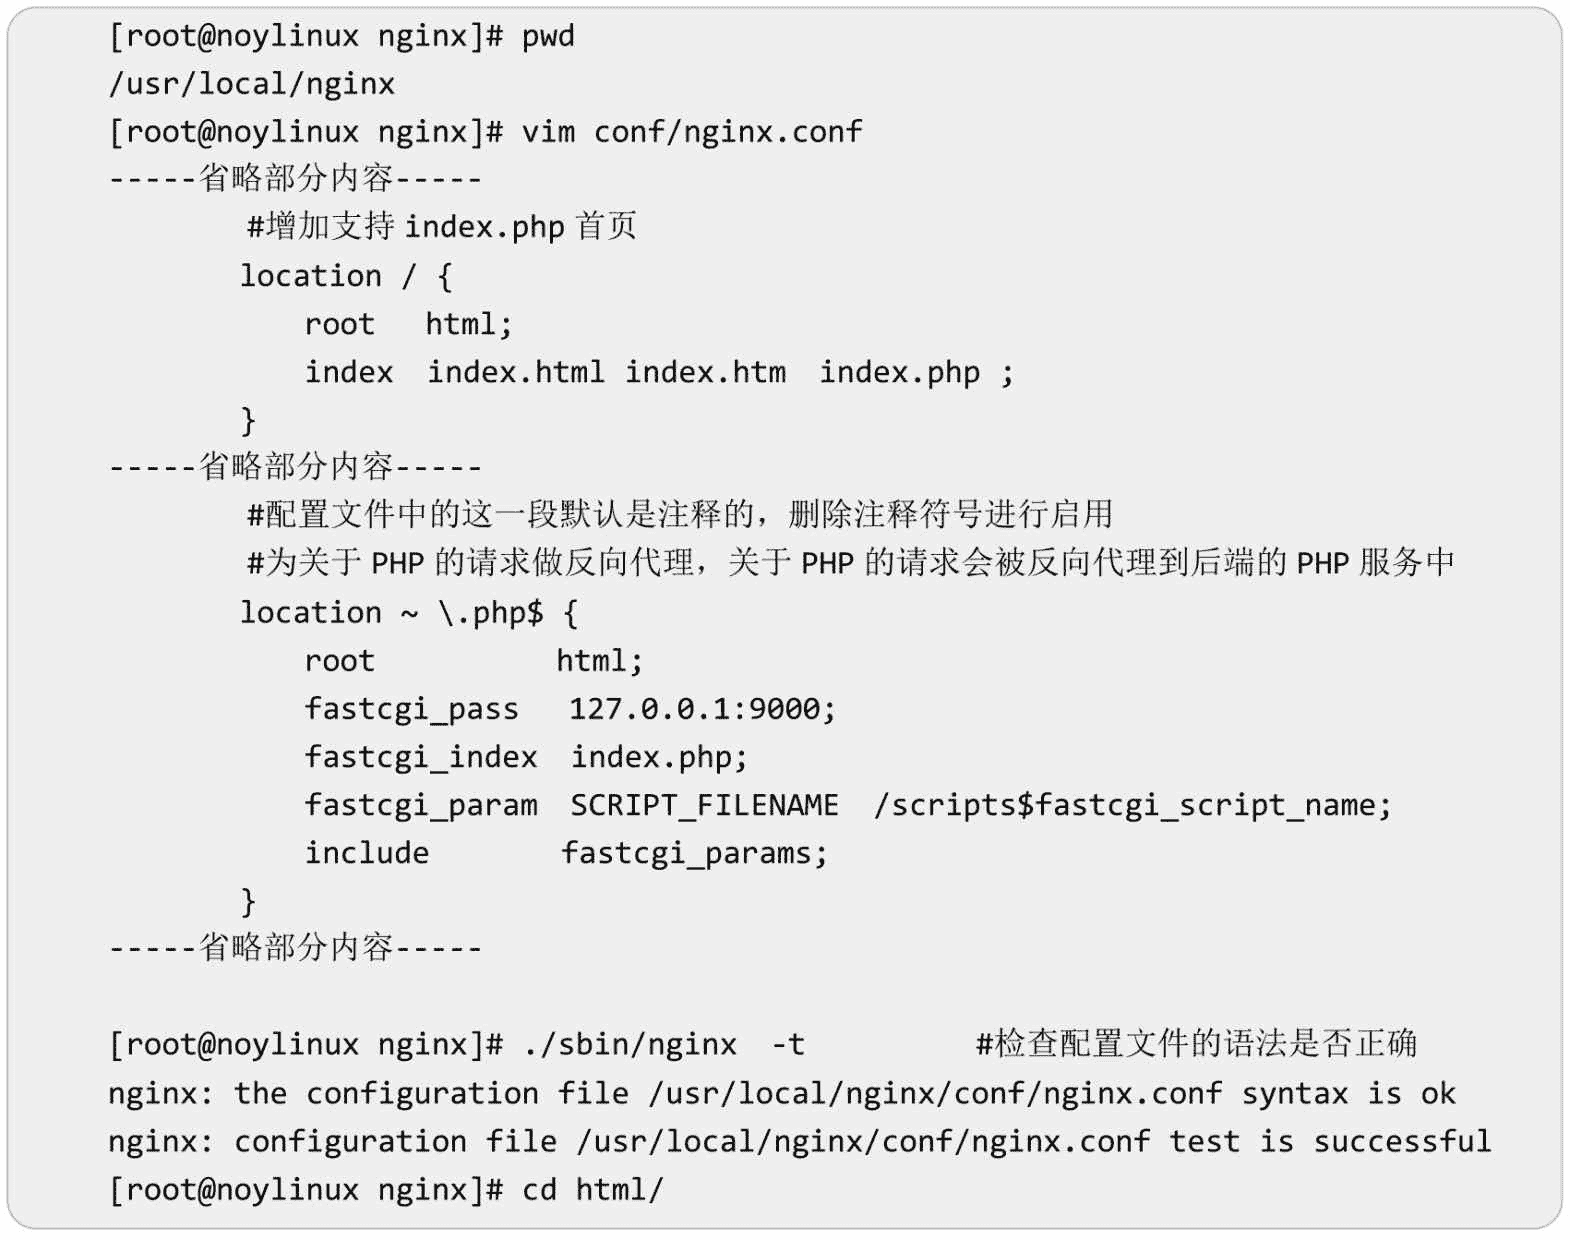 [root@noylinux nginx]# pwd
/usr/local/nginx
[root@noylinux nginx]# vim conf/nginx.conf
-----省略部分内容-----
#增加支持 index.php 首页
location / {
root html;
index index.html index.htm index.php ;
}
-----省略部分内容-----
#配置文件中的这一段默认是注释的，删除注释符号进行启用
#为关于 PHP 的请求做反向代理，关于 PHP 的请求会被反向代理到后端的 PHP 服务中
location ~ \.php$ {
root html;
fastcgi_pass 127.0.0.1:9000;
fastcgi_index index.php;
fastcgi_param SCRIPT_FILENAME /scripts$fastcgi_script_name;
include fastcgi_params;
}
-----省略部分内容-----
[root@noylinux nginx]# ./sbin/nginx -t #检查配置文件的语法是否正确
nginx: the configuration file /usr/local/nginx/conf/nginx.conf syntax is ok
nginx: configuration file /usr/local/nginx/conf/nginx.conf test is successful
[root@noylinux nginx]# cd html/